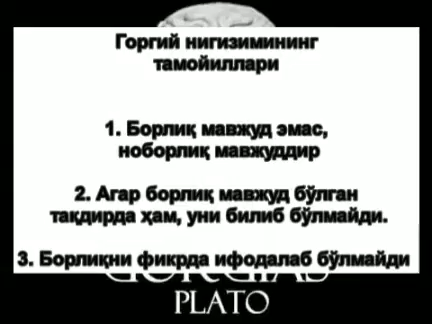 Горгий нигизимининг
тамойиллари
1. Борлиқ мавжуд эмас,
ноборлиқ мавжуддир
2. Агар борлиқ мавжуд бўлган
тақдирда ҳам, уни билиб бўлмайди.
3. Борлиқни фикрда ифодалаб бўлмайди
GORGIAS
PLATO